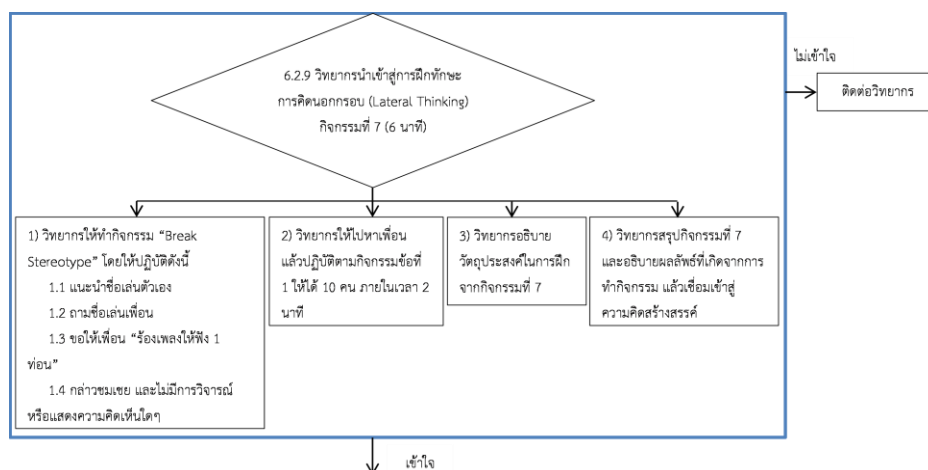 6.2.9 วิทยากรนำเข้าสู่การฝึกทักษะ
การคิดนอกกรอบ (Lateral Thinking)
กิจกรรมที่ 7 (6 นาที)
ไม่เข้าใจ
ติดต่อวิทยากร
1) วิทยากรให้ทำกิจกรรม “Break
Stereotype” โดยให้ปฏิบัติดังนี้
1.1 แนะนำชื่อเล่นตัวเอง
1.2 ถามชื่อเล่นเพื่อน
1.3 ขอให้เพื่อน “ร้องเพลงให้ฟัง 1
ท่อน”
1.4 กล่าวชมเชย และไม่มีการวิจารณ์
หรือแสดงความคิดเห็นใดๆ
2) วิทยากรให้ไปหาเพื่อน
แล้วปฏิบัติตามกิจกรรมข้อที่
1 ให้ได้ 10 คน ภายในเวลา 2
นาที
3) วิทยากรอธิบาย
วัตถุประสงค์ในการฝึก
จากกิจกรรมที่ 7
4) วิทยากรสรุปกิจกรรมที่ 7
และอธิบายผลลัพธ์ที่เกิดจากการ
ทำกิจกรรม แล้วเชื่อมเข้าสู่
ความคิดสร้างสรรค์
เข้าใจ